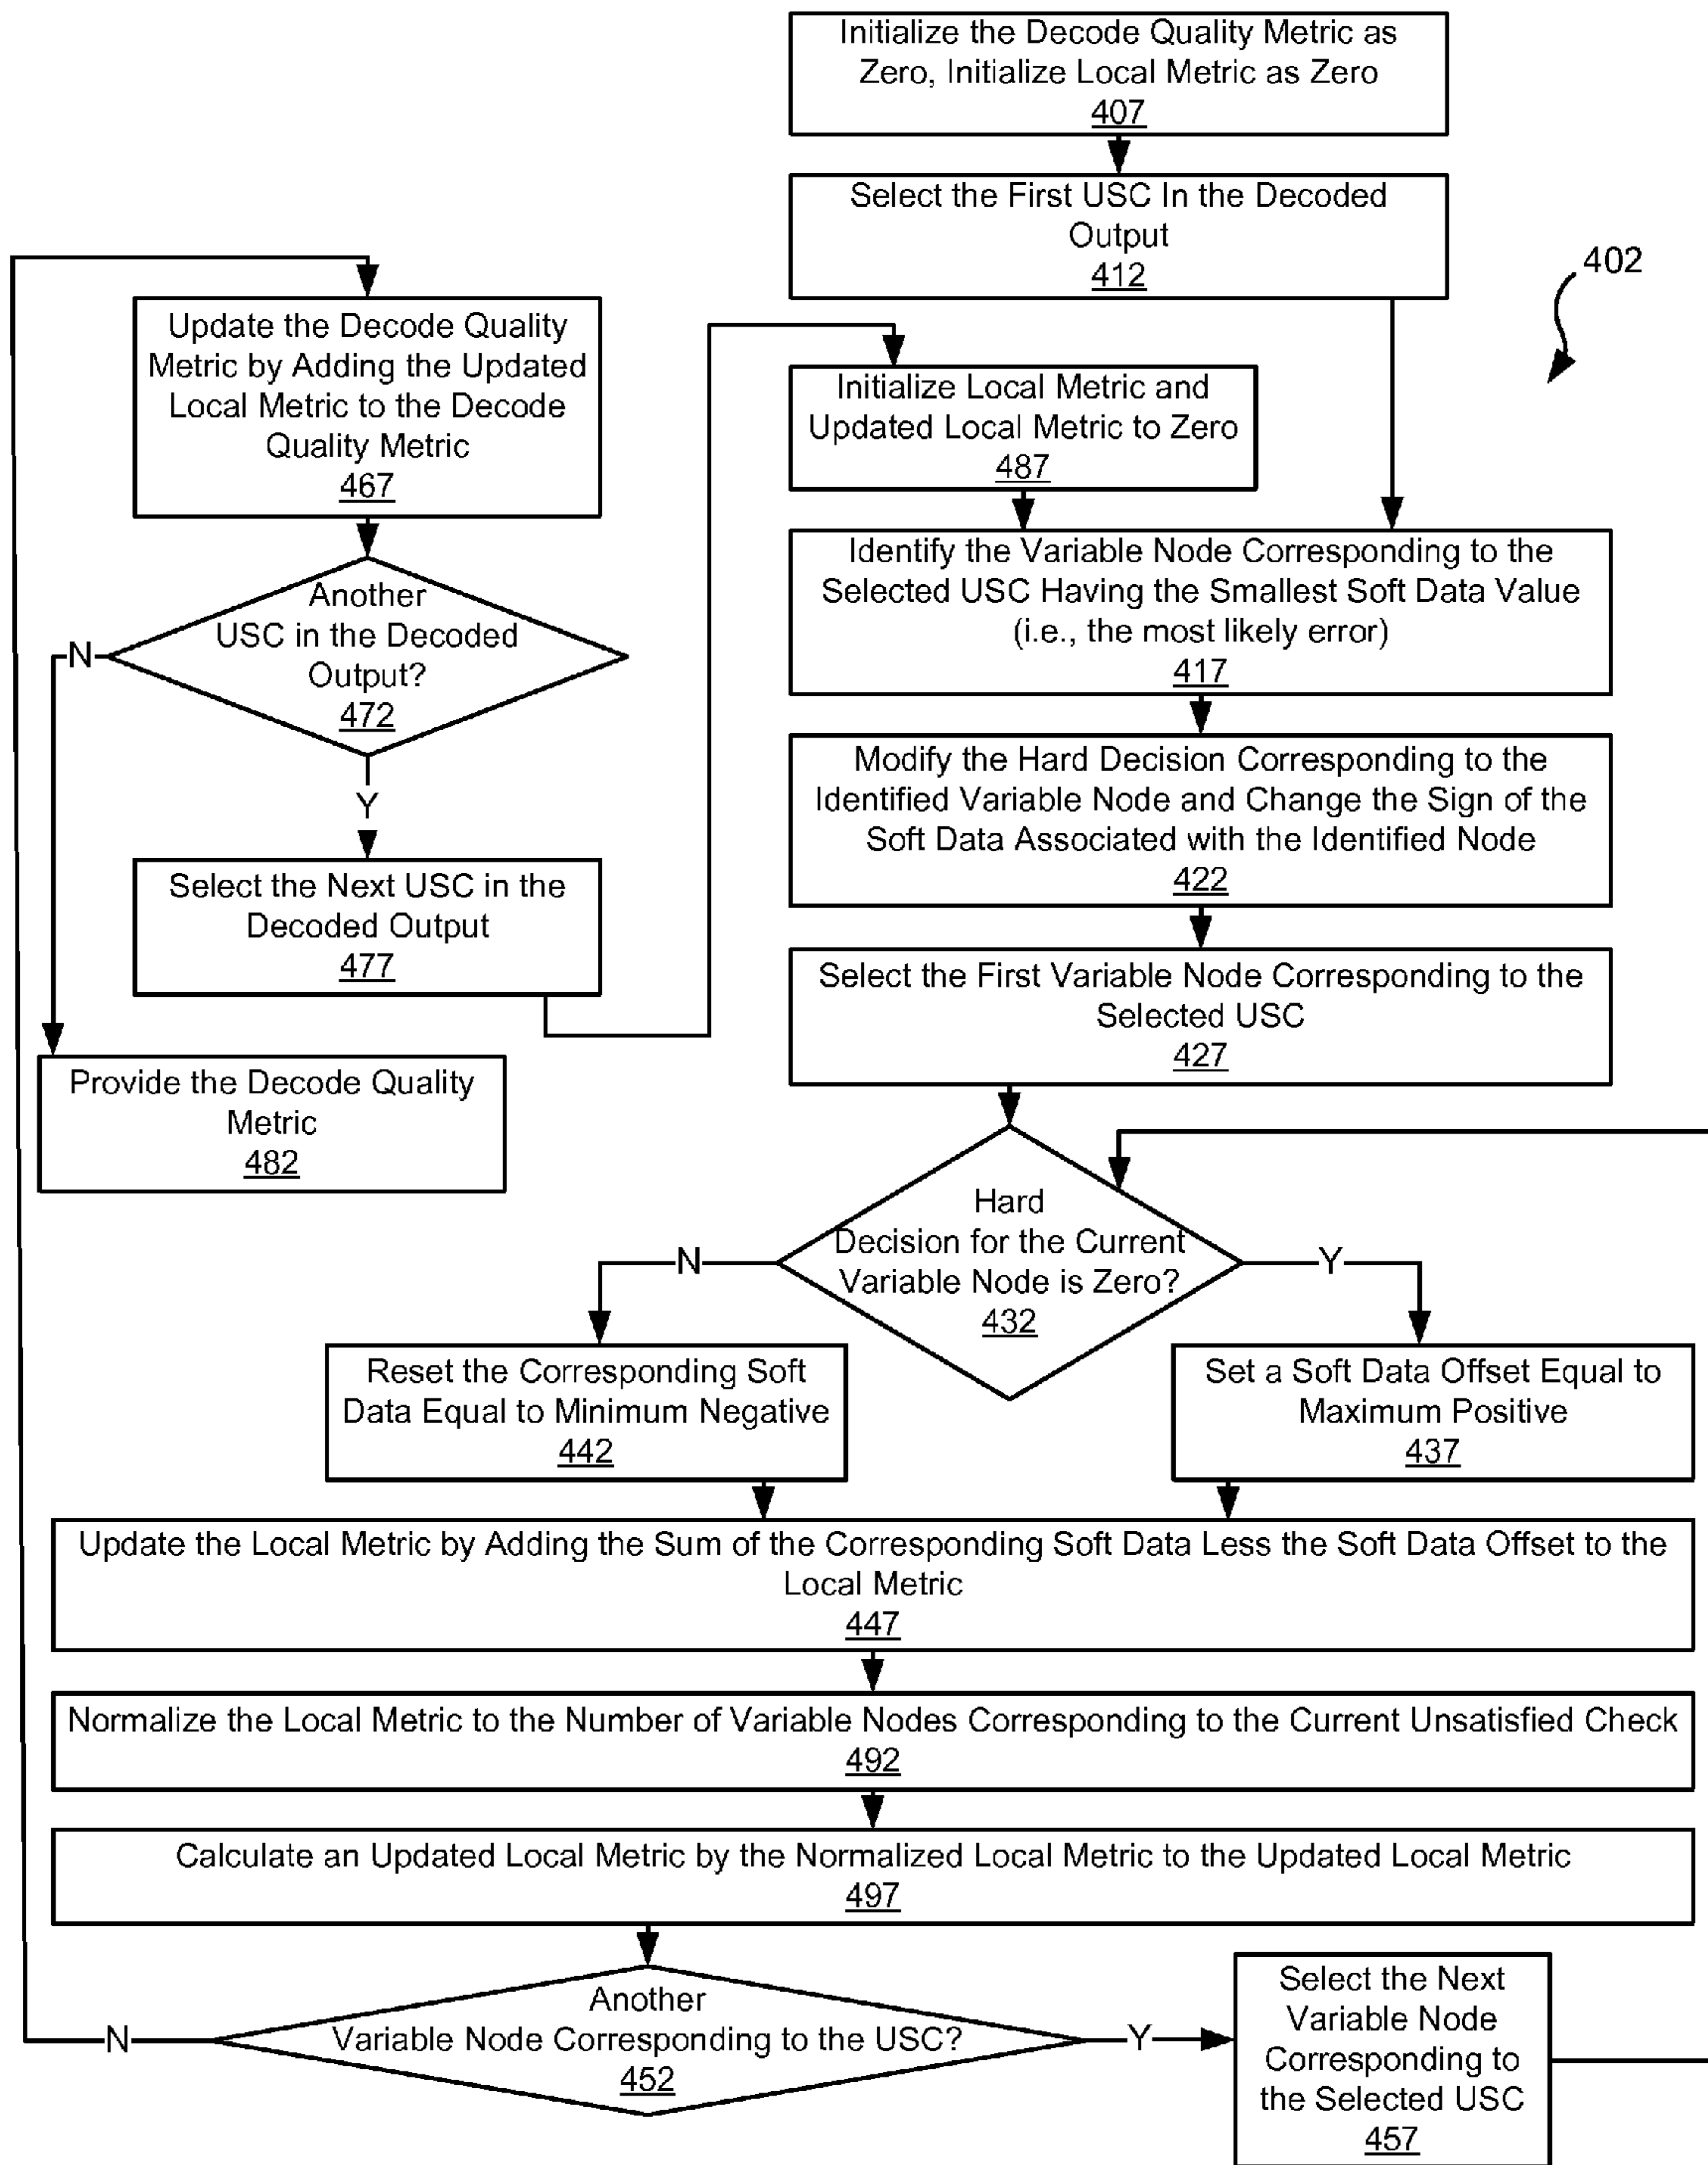 Initialize the Decode Quality Metric as
Zero, Initialize Local Metric as Zero
407
Select the First USC In the Decoded
Output
412
402
Update the Decode Quality
Metric by Adding the Updated
Local Metric to the Decode
Quality Metric
467
Initialize Local Metric and
Updated Local Metric to Zero
487
Identify the Variable Node Corresponding to the
Selected USC Having the Smallest Soft Data Value
(i.e., the most likely error)
417
Another
USC in the Decoded
Output?
472
N
Y
Modify the Hard Decision Corresponding to the
Identified Variable Node and Change the Sign of the
Soft Data Associated with the Identified Node
422
Select the Next USC in the
Decoded Output
477
Select the First Variable Node Corresponding to the
Selected USC
427
Provide the Decode Quality
Metric
482
Hard
Decision for the Current
Variable Node is Zero?
432
N
Y
Reset the Corresponding Soft
Data Equal to Minimum Negative
442
Set a Soft Data Offset Equal to
Maximum Positive
437
Update the Local Metric by Adding the Sum of the Corresponding Soft Data Less the Soft Data Offset to the
Local Metric
447
Normalize the Local Metric to the Number of Variable Nodes Corresponding to the Current Unsatisfied Check
492
Calculate an Updated Local Metric by the Normalized Local Metric to the Updated Local Metric
497
Another
Variable Node Corresponding to the USC?
452
N
Y
Select the Next
Variable Node
Corresponding to
the Selected USC
457